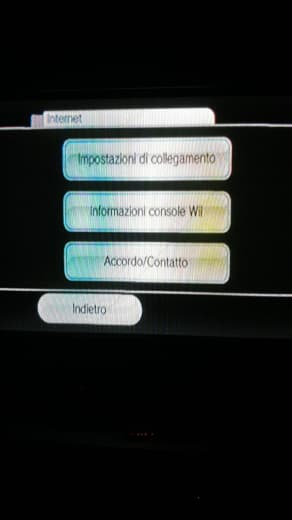 Internet
Impostazioni di collegamento
Informazioni console Wii
Accordo/Contatto
Indietro